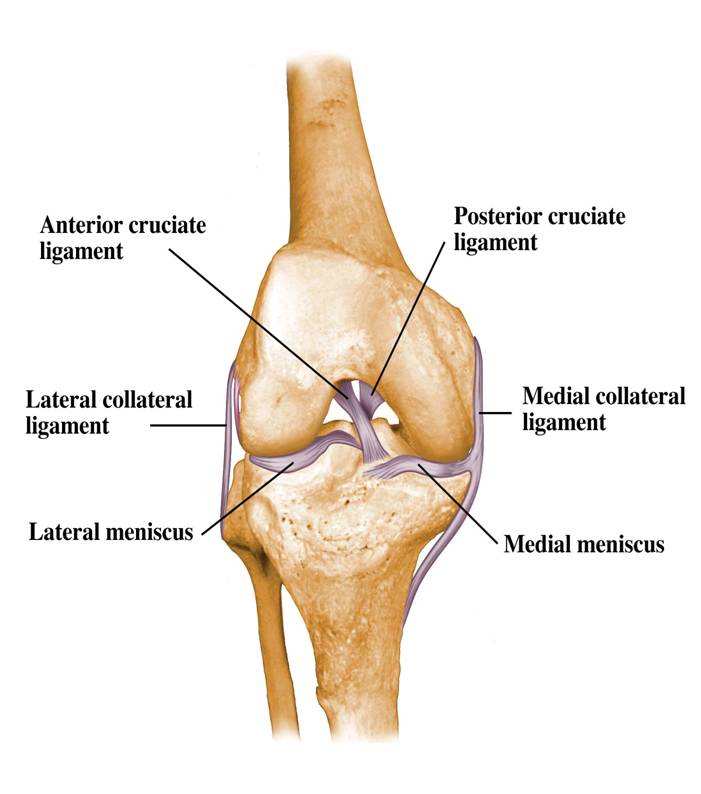 Anterior cruciate
ligament
Posterior cruciate
ligament
Lateral collateral
ligament
Medial collateral
ligament
Lateral meniscus
Medial meniscus